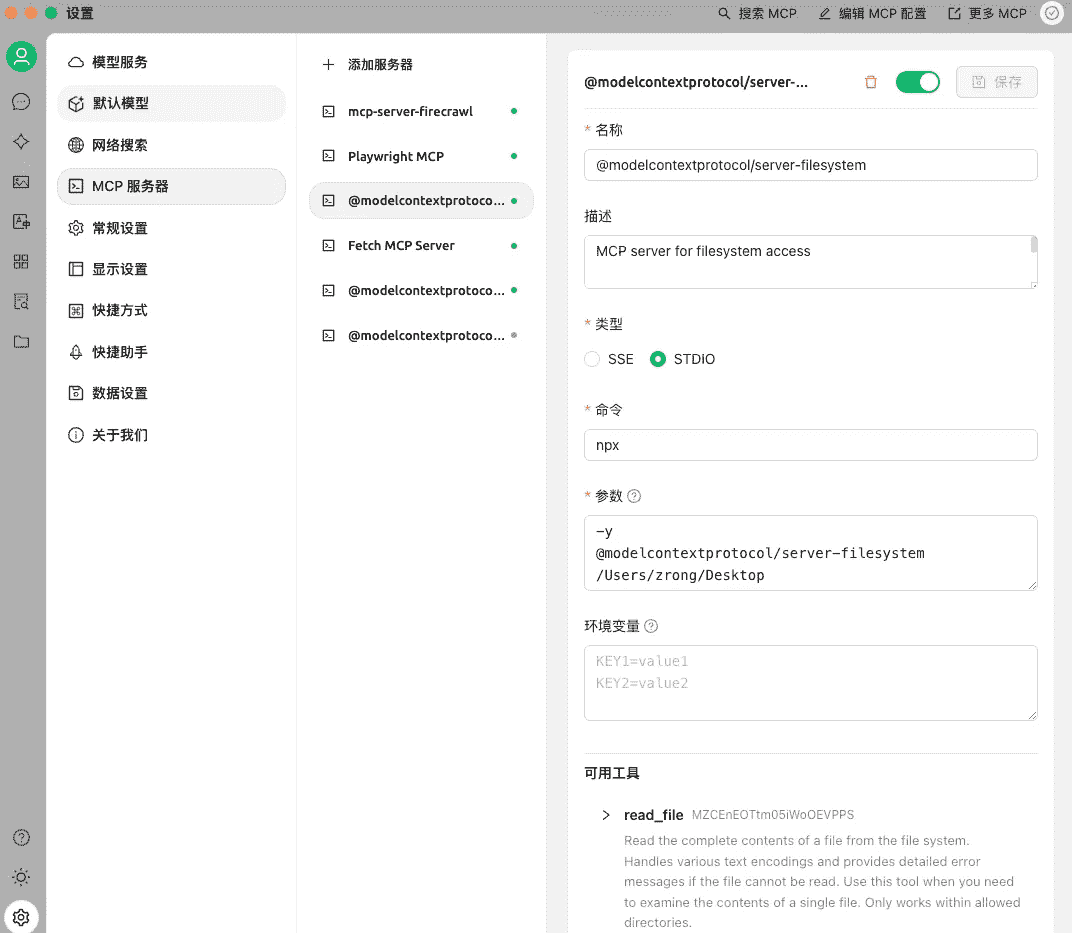 设置
搜索 MCP
编辑 MCP 配置
更多 MCP
模型服务
默认模型
网络搜索
MCP 服务器
常规设置
显示设置
快捷方式
快捷助手
数据设置
关于我们
添加服务器
mcp-server-firecrawl
Playwright MCP
@modelcontextprotoco...
Fetch MCP Server
@modelcontextprotoco...
@modelcontextprotoco...
@modelcontextprotocol/server-...
保存
* 名称
@modelcontextprotocol/server-filesystem
描述
MCP server for filesystem access
* 类型
SSE
STDIO
* 命令
npx
* 参数
-y
@modelcontextprotocol/server-filesystem
/Users/zrong/Desktop
环境变量
KEY1=value1
KEY2=value2
可用工具
read_file MZCEnEOTtm05iWoOEVPPS
Read the complete contents of a file from the file system.
Handles various text encodings and provides detailed error
messages if the file cannot be read. Use this tool when you need
to examine the contents of a single file. Only works within allowed
directories.